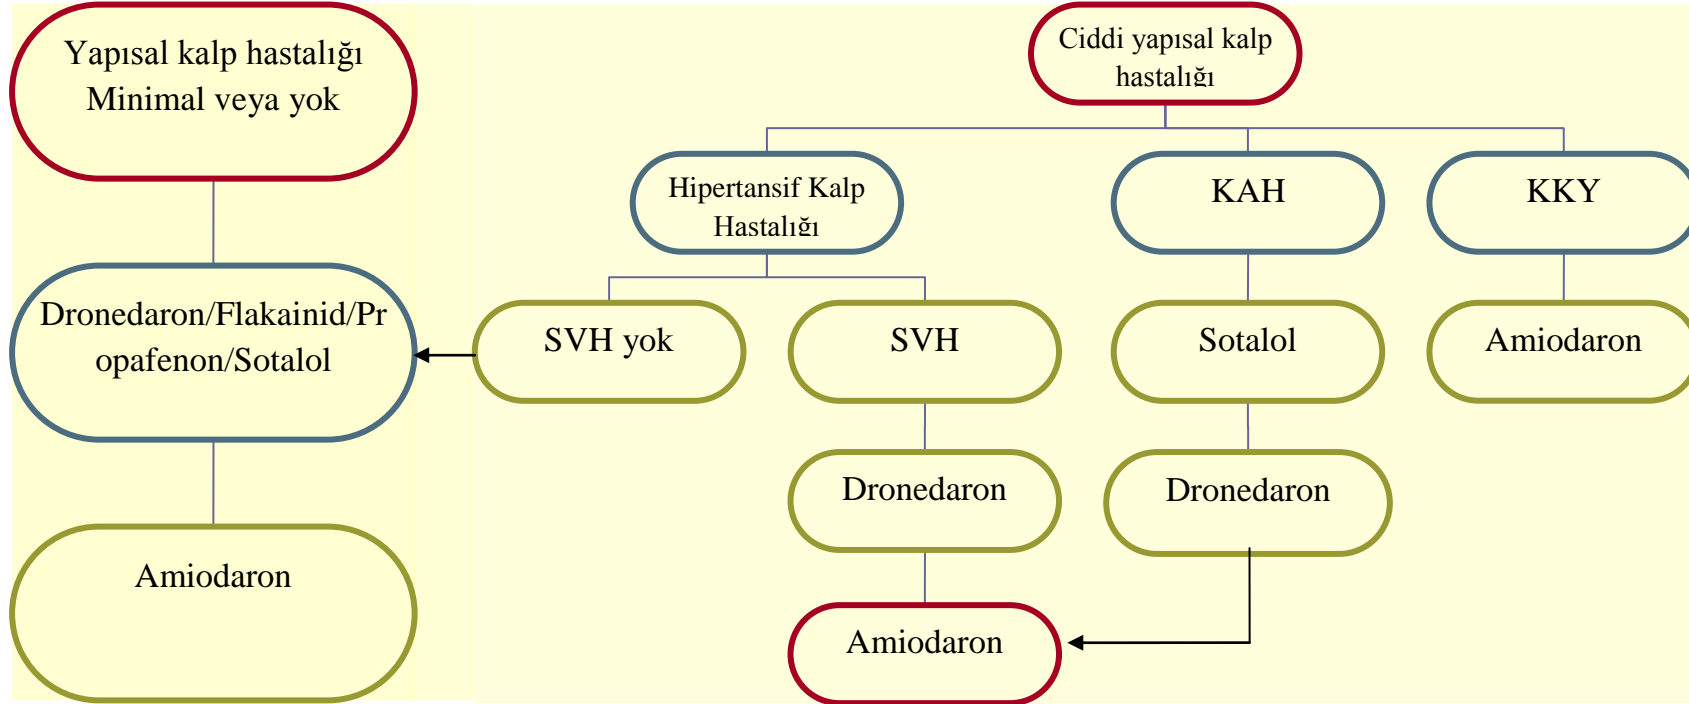 Yapısal kalp hastalığı
Minimal veya yok
Dronedaron/Flakainid/Pr
opafenon/Sotalol
Amiodaron
Ciddi yapısal kalp
hastalığı
Hipertansif Kalp
Hastalığı
KAH
KKY
SVH yok
SVH
Sotalol
Amiodaron
Dronedaron
Dronedaron
Amiodaron